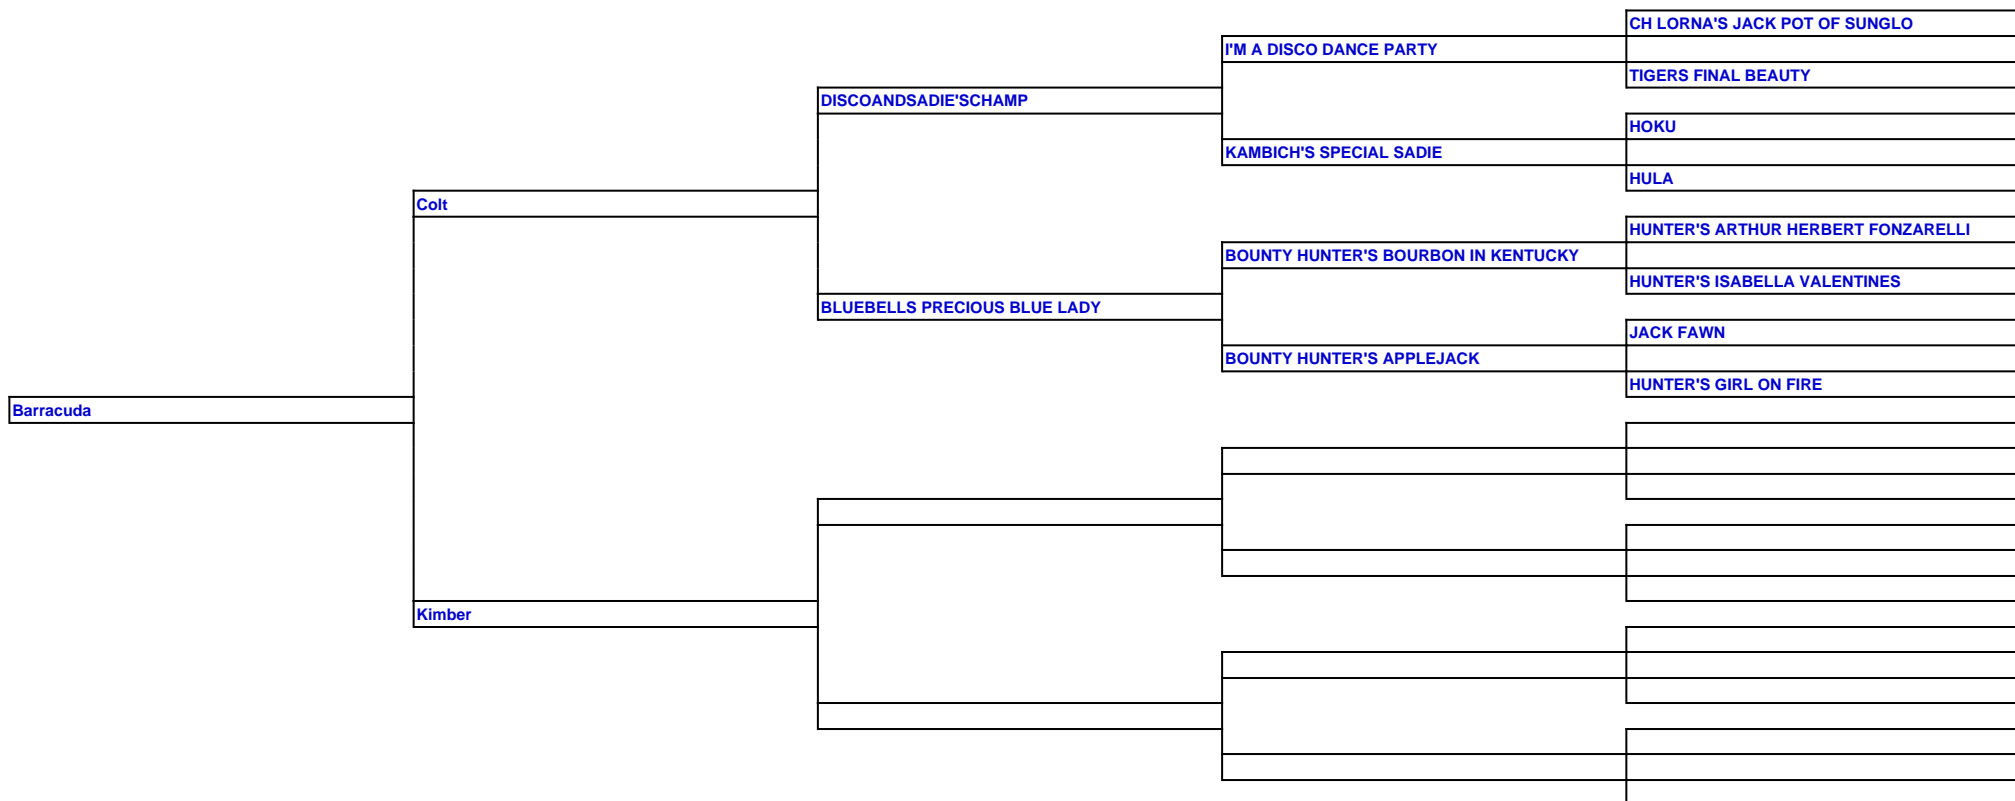 CH LORNA'S JACK POT OF SUNGLO
I'M A DISCO DANCE PARTY
TIGERS FINAL BEAUTY
DISCOANDSADIE'SCHAMP
HOKU
KAMBICH'S SPECIAL SADIE
HULA
Colt
HUNTER'S ARTHUR HERBERT FONZARELLI
BOUNTY HUNTER'S BOURBON IN KENTUCKY
HUNTER'S ISABELLA VALENTINES
BLUEBELLS PRECIOUS BLUE LADY
JACK FAWN
BOUNTY HUNTER'S APPLEJACK
HUNTER'S GIRL ON FIRE
Barracuda
Kimber